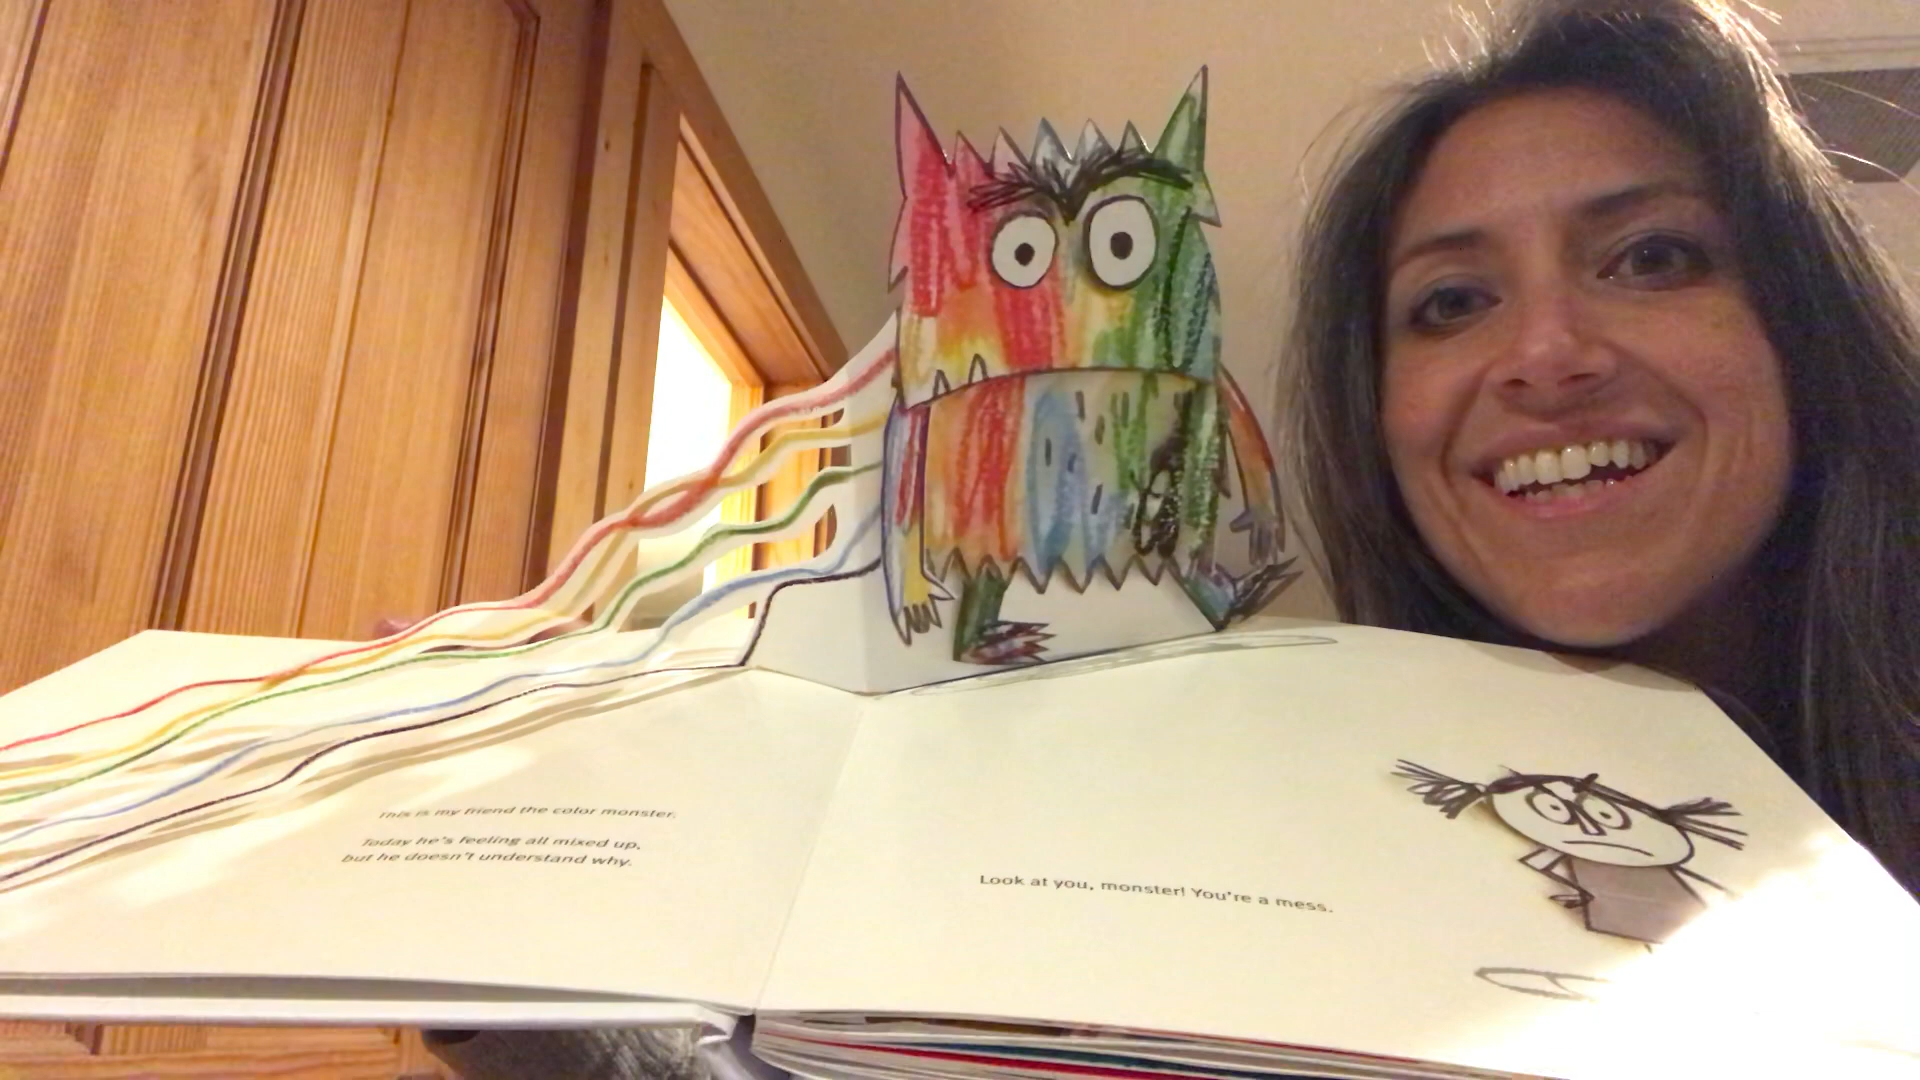 This is my friend the color monster.
Today he's feeling all mixed up,
but he doesn't understand why.
Look at you, monster! You're a mess.